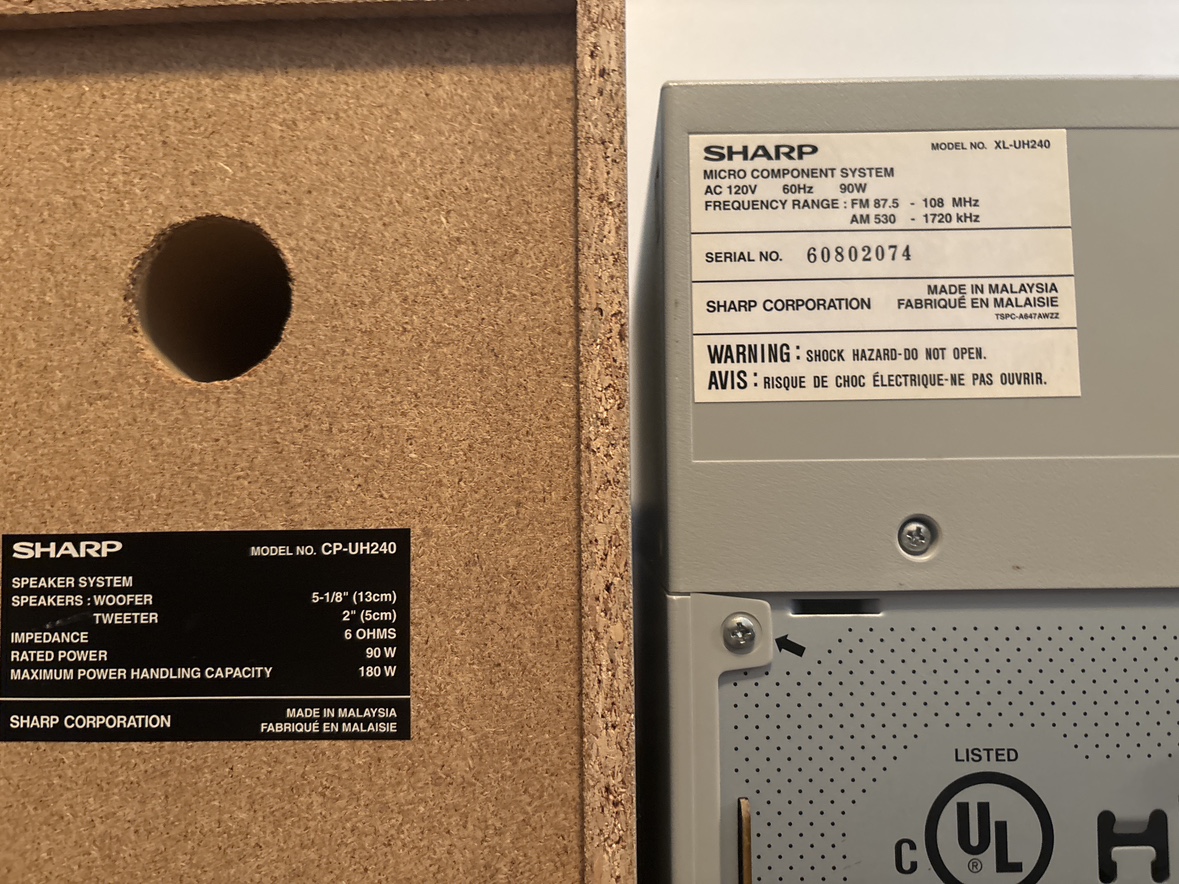 SHARP MODEL NO. CP-UH240
SPEAKER SYSTEM
SPEAKERS : WOOFER 5-1/8" (13cm)
TWEETER 2" (5cm)
IMPEDANCE 6 OHMS
RATED POWER 90 W
MAXIMUM POWER HANDLING CAPACITY 180 W
SHARP CORPORATION MADE IN MALAYSIA
FABRIQUÉ EN MALAISIE
SHARP MODEL NO. XL-UH240
MICRO COMPONENT SYSTEM
AC 120V 60Hz 90W
FREQUENCY RANGE : FM 87.5 - 108 MHz
AM 530 - 1720 kHz
SERIAL NO. 60802074
SHARP CORPORATION MADE IN MALAYSIA
FABRIQUÉ EN MALAISIE
TSPC-A647AWZZ
WARNING : SHOCK HAZARD-DO NOT OPEN.
AVIS : RISQUE DE CHOC ÉLECTRIQUE-NE PAS OUVRIR.
LISTED
C UL ®